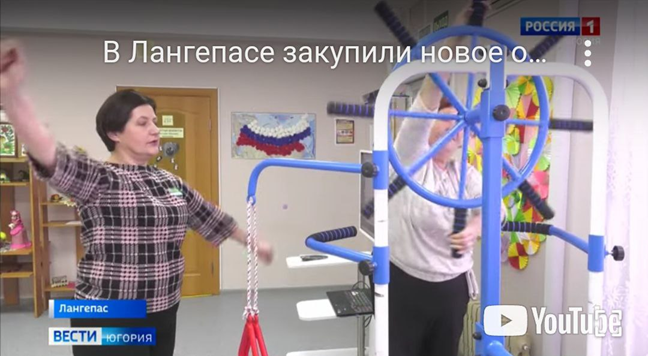 РОССИЯ 1
В Лангепасе закупили новое о...
Лангепас
ВЕСТИ ЮГОРИЯ
YouTube